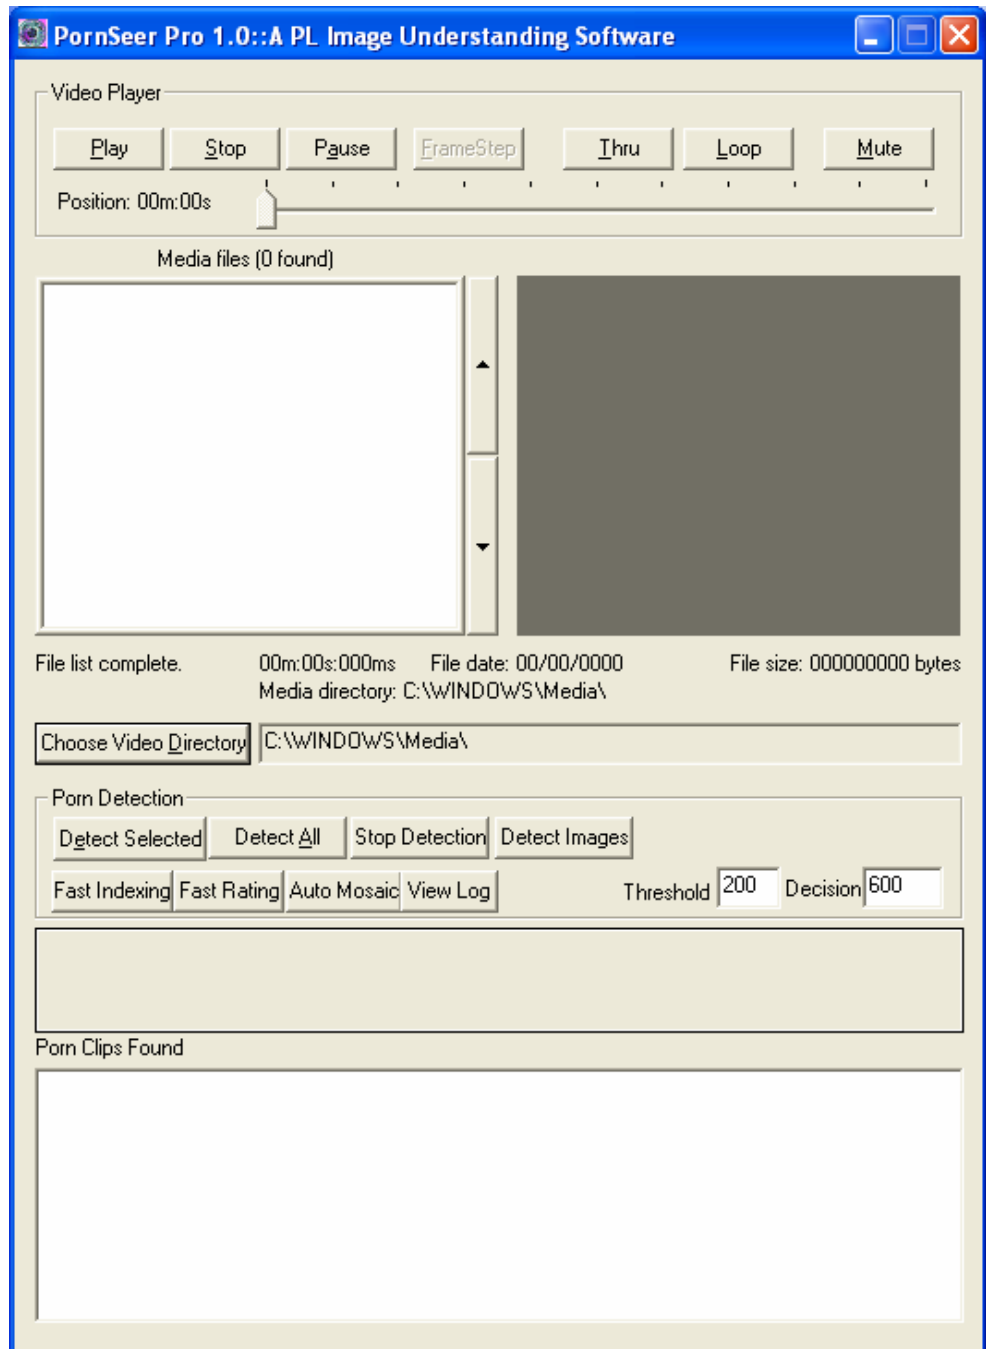 PornSeer Pro 1.0::A PL Image Understanding Software
Video Player
Play Stop Pause FrameStep Thru Loop Mute
Position: 00m:00s
Media files (0 found)
File list complete. 00m:00s:000ms File date: 00/00/0000 File size: 000000000 bytes
Media directory: C:\WINDOWS\Media\
Choose Video Directory C:\WINDOWS\Media\
Porn Detection
Detect Selected Detect All Stop Detection Detect Images
Fast Indexing Fast Rating Auto Mosaic View Log Threshold 200 Decision 600
Porn Clips Found